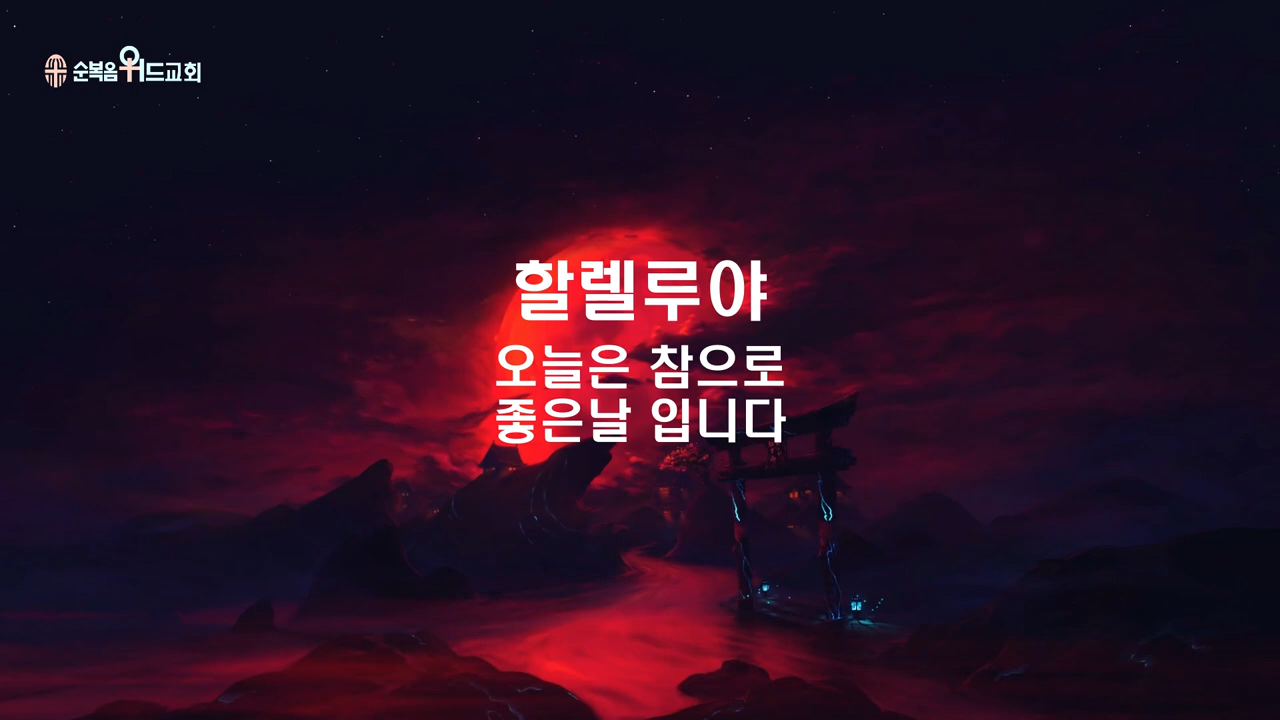 순복음워드교회
할렐루야
오늘은 참으로
좋은날 입니다